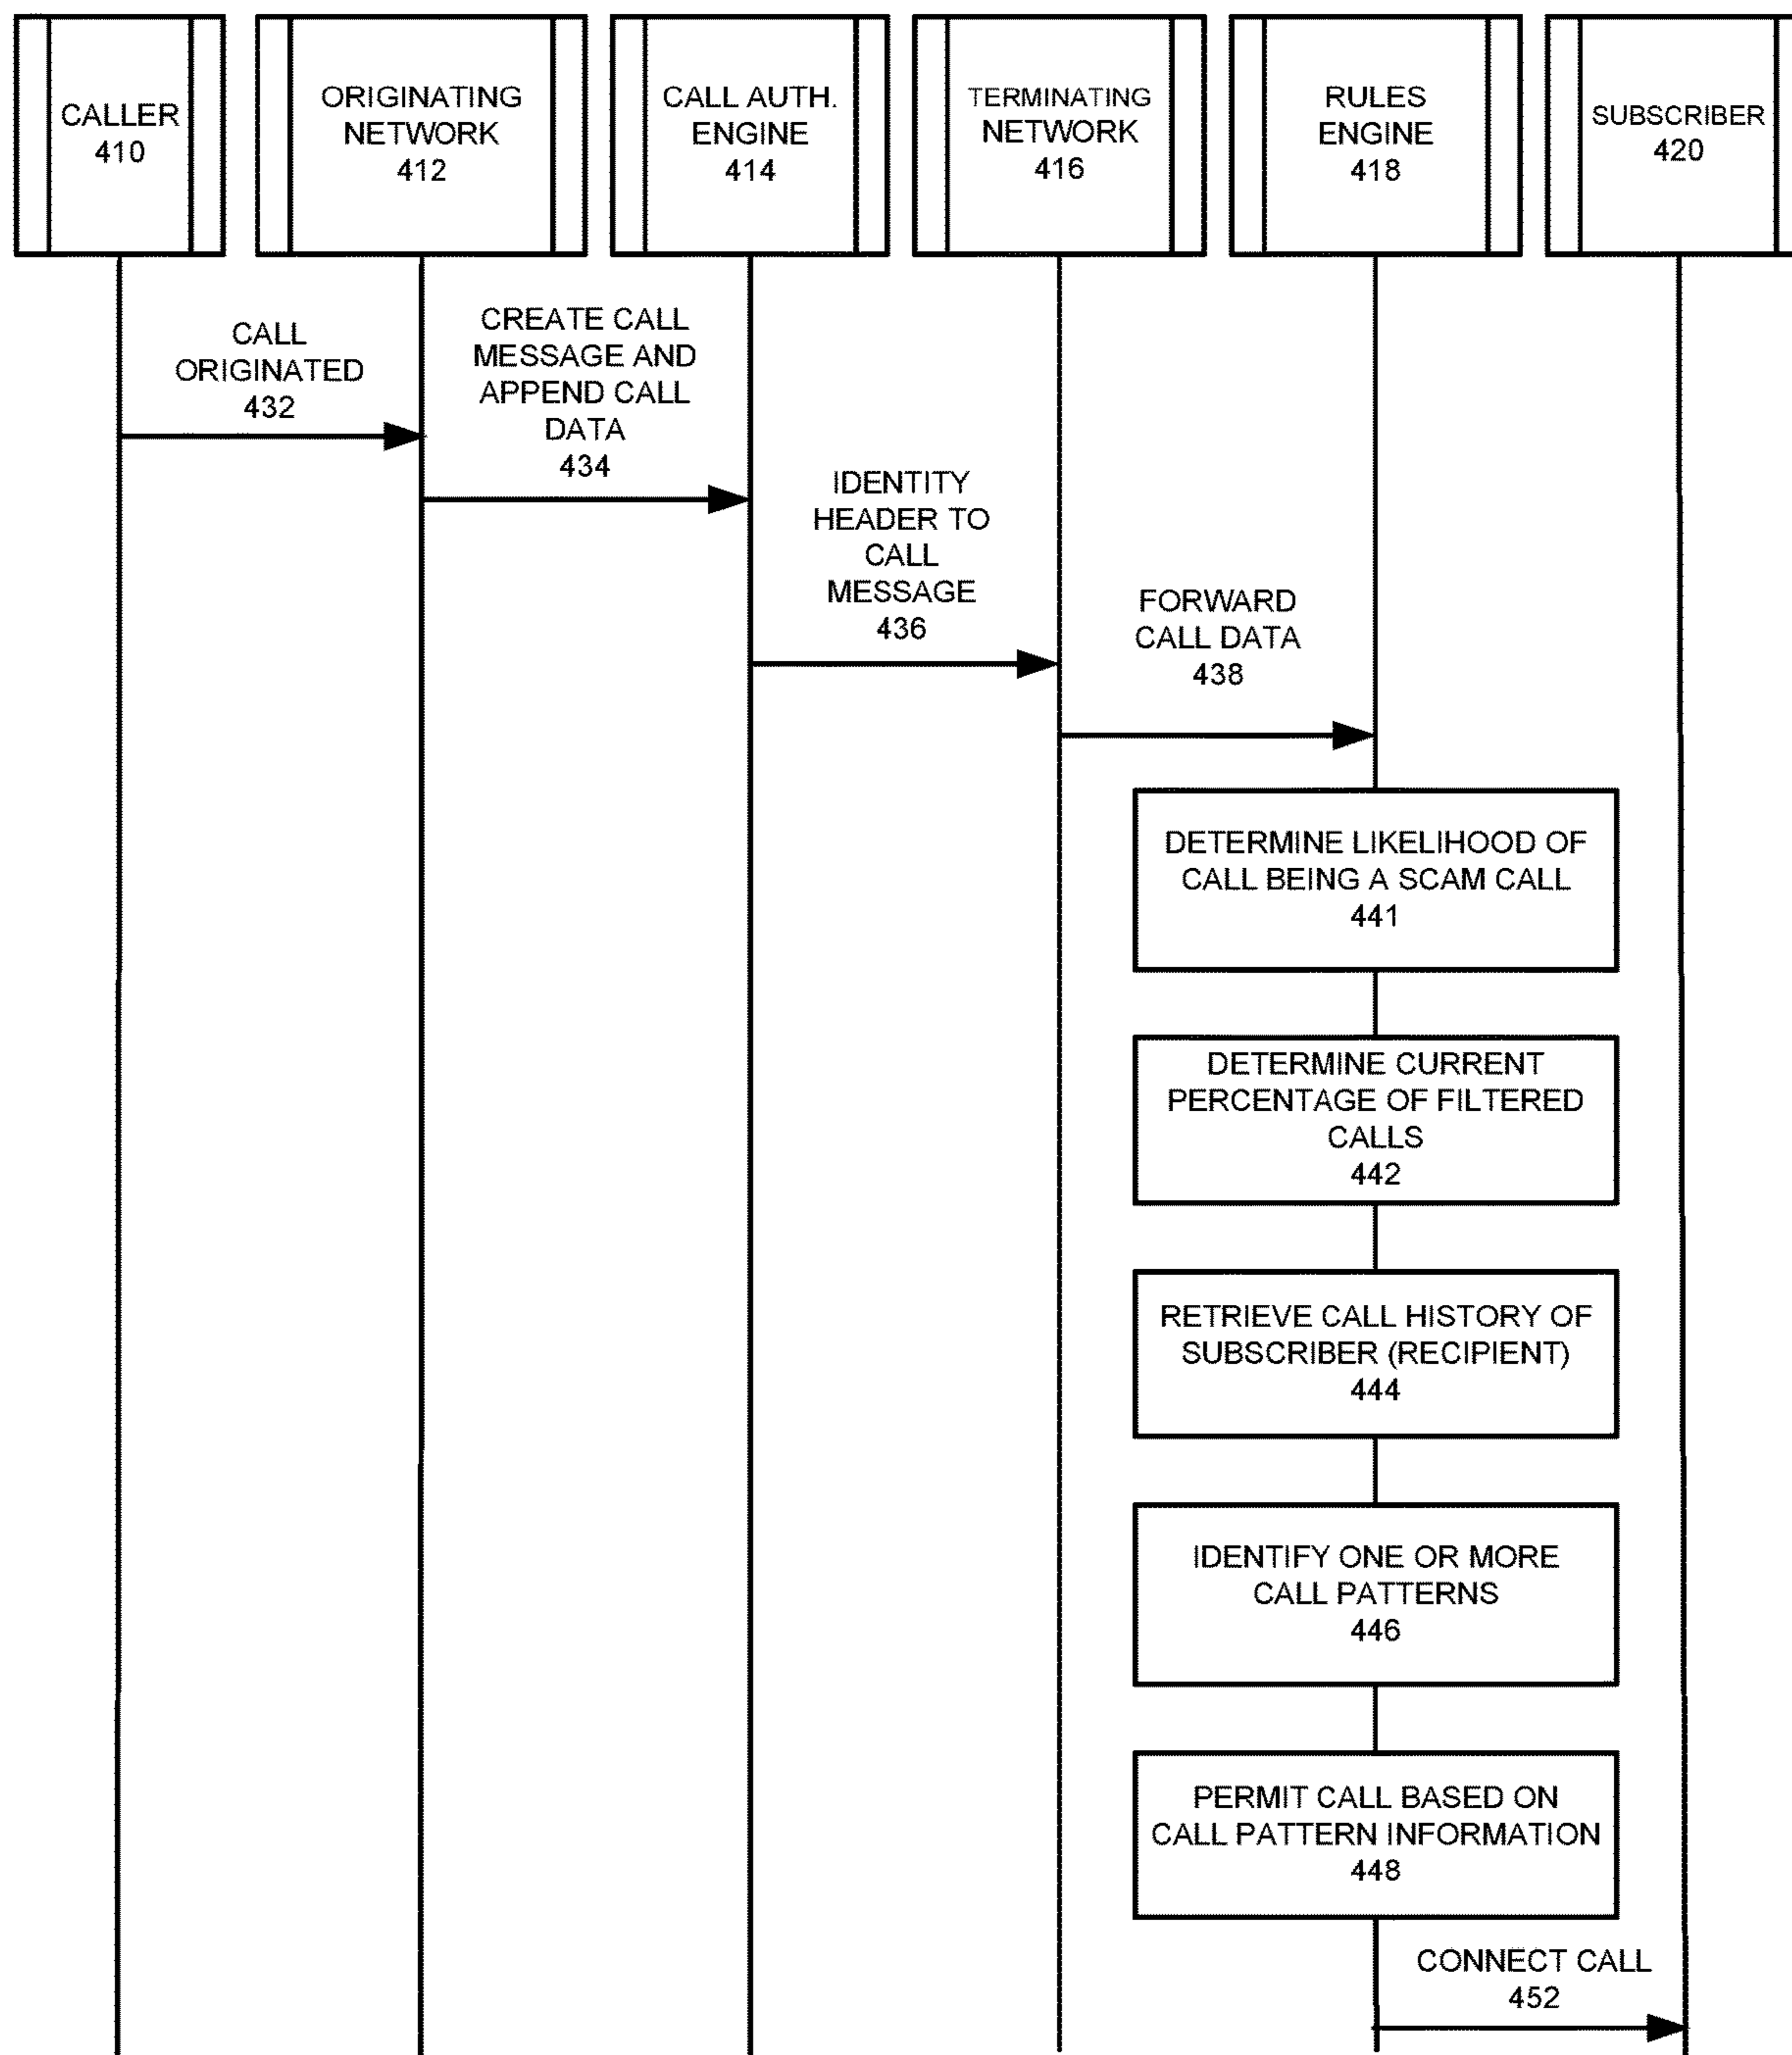 CALLER
410
ORIGINATING
NETWORK
412
CALL AUTH.
ENGINE
414
TERMINATING
NETWORK
416
RULES
ENGINE
418
SUBSCRIBER
420
CALL
ORIGINATED
432
CREATE CALL
MESSAGE AND
APPEND CALL
DATA
434
IDENTITY
HEADER TO
CALL
MESSAGE
436
FORWARD
CALL DATA
438
DETERMINE LIKELIHOOD OF
CALL BEING A SCAM CALL
441
DETERMINE CURRENT
PERCENTAGE OF FILTERED
CALLS
442
RETRIEVE CALL HISTORY OF
SUBSCRIBER (RECIPIENT)
444
IDENTIFY ONE OR MORE
CALL PATTERNS
446
PERMIT CALL BASED ON
CALL PATTERN INFORMATION
448
CONNECT CALL
452